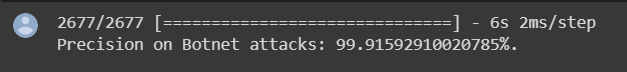 2677/2677 [==============================] - 6s 2ms/step
Precision on Botnet attacks: 99.91592910020785%.